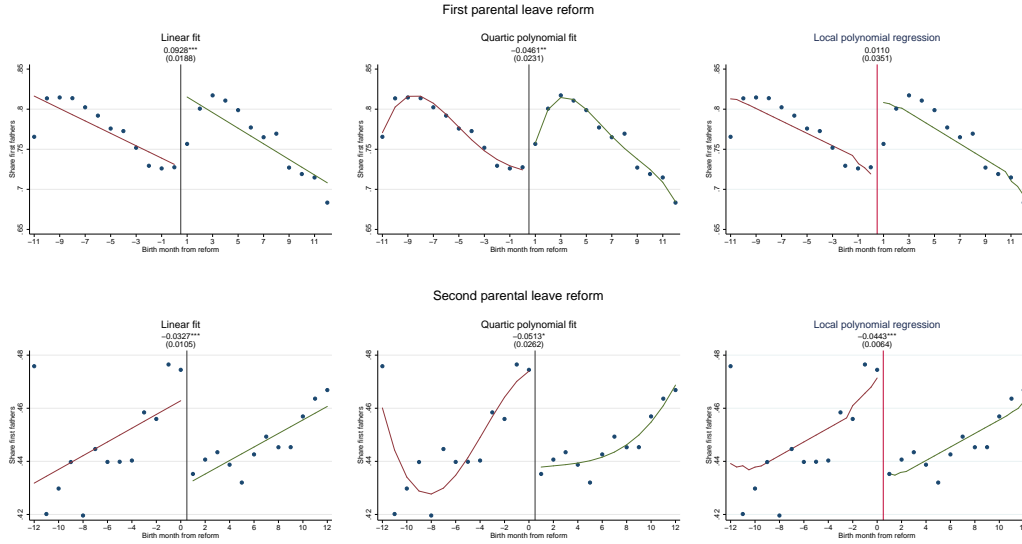 First parental leave reform
Linear fit
0.0928***
(0.0188)
Share first fathers
.85
.8
.75
.7
.65
−11 −9 −7 −5 −3 −1 1 3 5 7 9 11
Birth month from reform
Quartic polynomial fit
−0.0461**
(0.0231)
Share first fathers
.85
.8
.75
.7
.65
−11 −9 −7 −5 −3 −1 1 3 5 7 9 11
Birth month from reform
Local polynomial regression
0.0110
(0.0351)
Share first fathers
.85
.8
.75
.7
.65
−11 −9 −7 −5 −3 −1 1 3 5 7 9 11
Birth month from reform
Second parental leave reform
Linear fit
−0.0327***
(0.0105)
Share first fathers
.48
.46
.44
.42
−12 −10 −8 −6 −4 −2 0 2 4 6 8 10 12
Birth month from reform
Quartic polynomial fit
−0.0513*
(0.0262)
Share first fathers
.48
.46
.44
.42
−12 −10 −8 −6 −4 −2 0 2 4 6 8 10 12
Birth month from reform
Local polynomial regression
−0.0443***
(0.0064)
Share first fathers
.48
.46
.44
.42
−12 −10 −8 −6 −4 −2 0 2 4 6 8 10 12
Birth month from reform